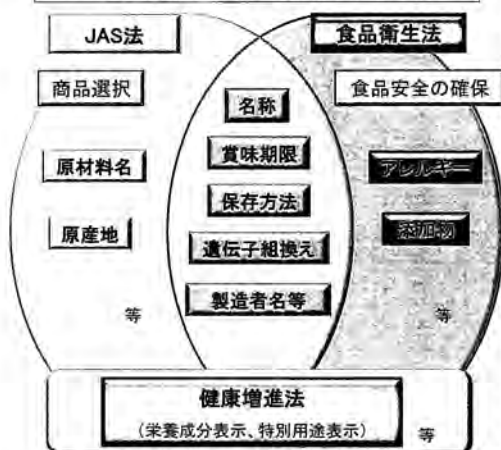 JAS法
食品衛生法
商品選択
食品安全の確保
名称
原材料名
賞味期限
アレルギー
保存方法
原産地
添加物
遺伝子組換え
製造者名等
等
等
健康増進法
(栄養成分表示、特別用途表示)
等